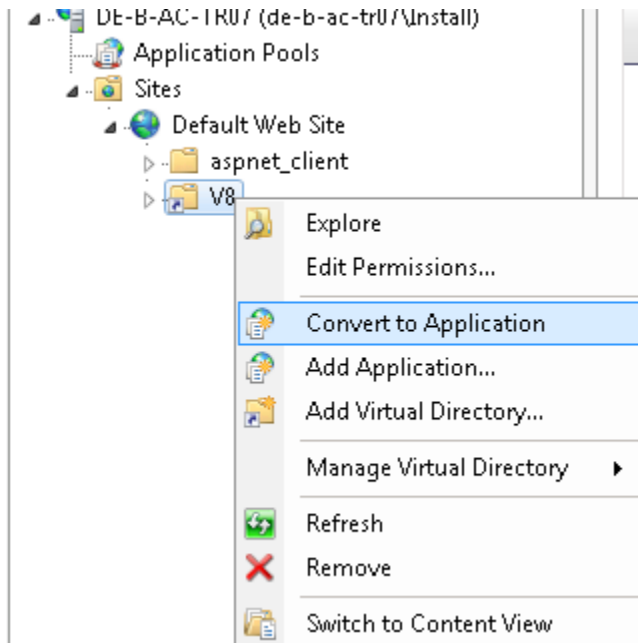 DE-B-AC-TR07 (de-b-ac-tr07\Install)
Application Pools
Sites
Default Web Site
aspnet_client
V8
Explore
Edit Permissions...
Convert to Application
Add Application...
Add Virtual Directory...
Manage Virtual Directory
Refresh
Remove
Switch to Content View